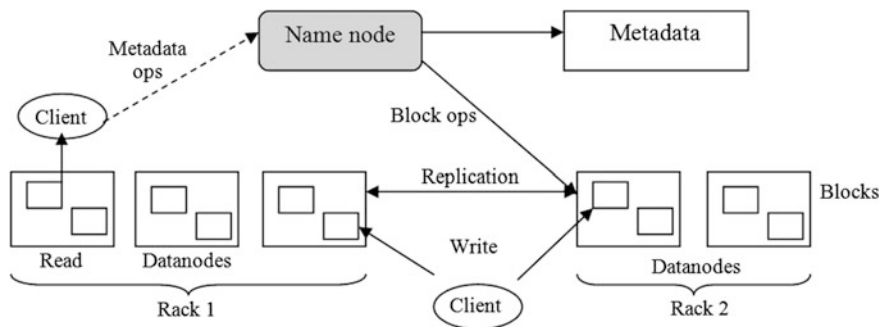 Name node
Metadata
Metadata
ops
Client
Block ops
Replication
Blocks
Read
Datanodes
Write
Datanodes
Rack 1
Client
Rack 2